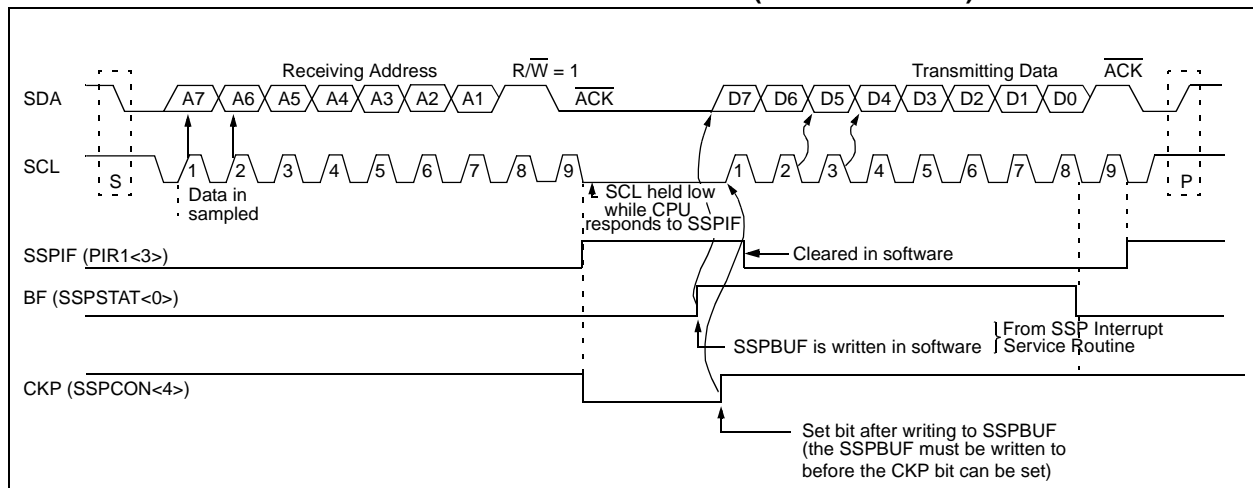 Receiving Address R/W = 1 Transmitting Data ACK
SDA A7 A6 A5 A4 A3 A2 A1 ACK D7 D6 D5 D4 D3 D2 D1 D0
SCL 1 2 3 4 5 6 7 8 9 1 2 3 4 5 6 7 8 9
S P
Data in
sampled
SCL held low
while CPU
responds to SSPIF
SSPIF (PIR1<3>)
Cleared in software
BF (SSPSTAT<0>)
SSPBUF is written in software
From SSP Interrupt
Service Routine
CKP (SSPCON<4>)
Set bit after writing to SSPBUF
(the SSPBUF must be written to
before the CKP bit can be set)